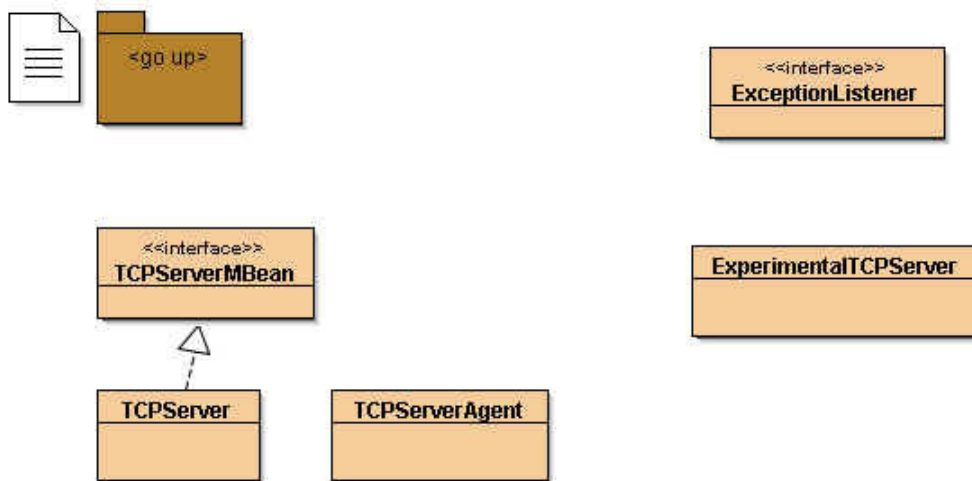 <go up>
<<interface>>
ExceptionListener
<<interface>>
TCPServerMBean
ExperimentalTCPServer
TCPServer
TCPServerAgent